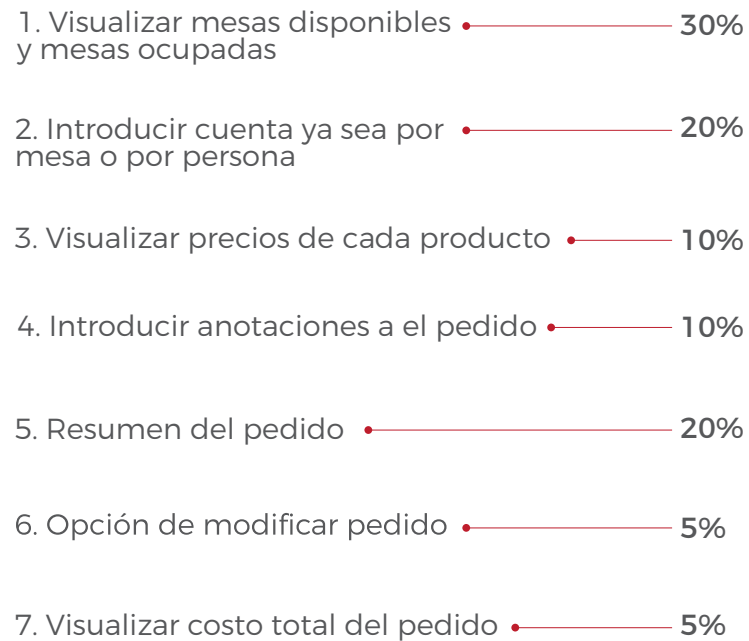 1. Visualizar mesas disponibles 30%
y mesas ocupadas
2. Introducir cuenta ya sea por 20%
mesa o por persona
3. Visualizar precios de cada producto 10%
4. Introducir anotaciones a el pedido 10%
5. Resumen del pedido 20%
6. Opción de modificar pedido 5%
7. Visualizar costo total del pedido 5%